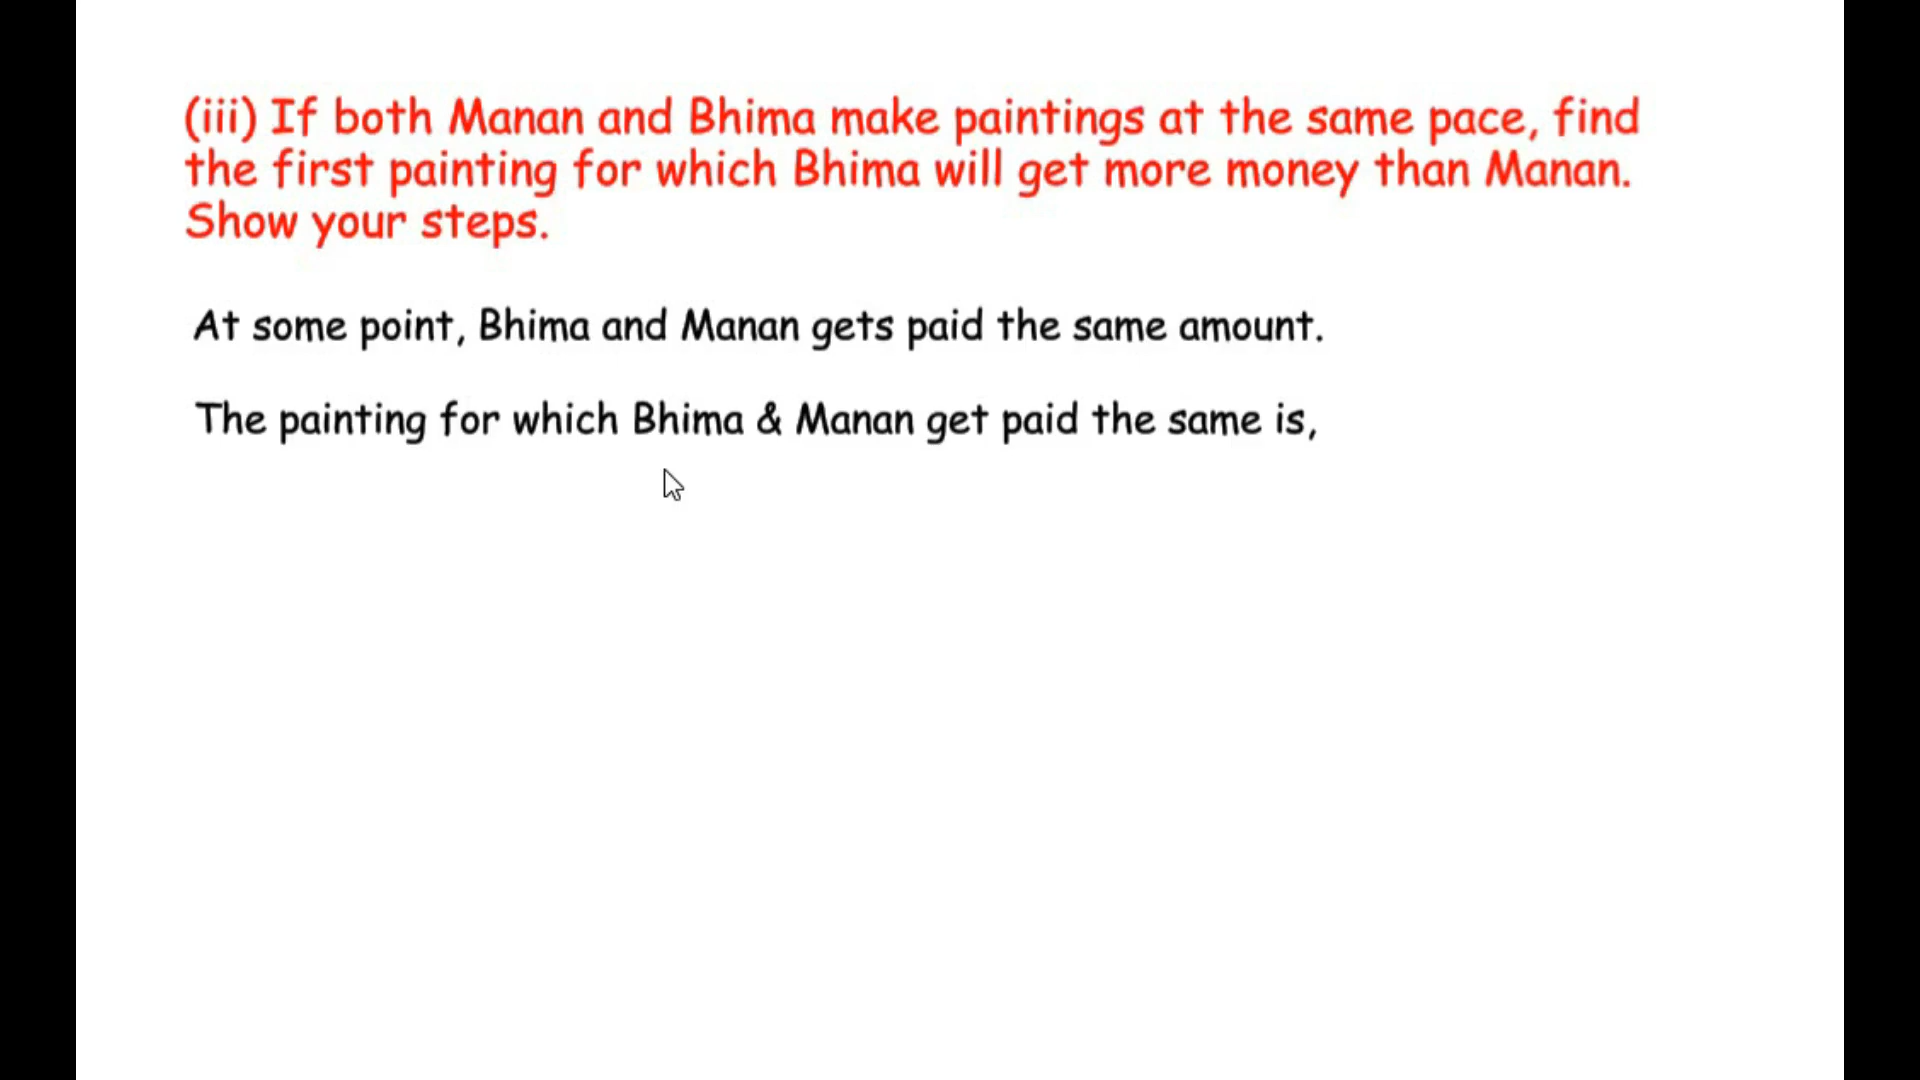 (iii) If both Manan and Bhima make paintings at the same pace, find
the first painting for which Bhima will get more money than Manan.
Show your steps.
At some point, Bhima and Manan gets paid the same amount.
The painting for which Bhima & Manan get paid the same is,